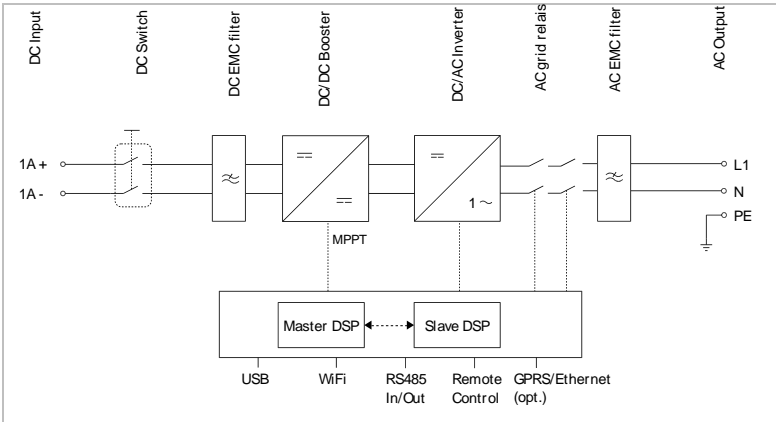 DC Input
DC Switch
DC EMC filter
DC/DC Booster
DC/AC Inverter
AC grid relais
AC EMC filter
AC Output
1A +
1A -
L1
N
PE
1 ~
MPPT
Master DSP
Slave DSP
USB
WiFi
RS485
In/Out
Remote
Control
GPRS/Ethernet
(opt.)